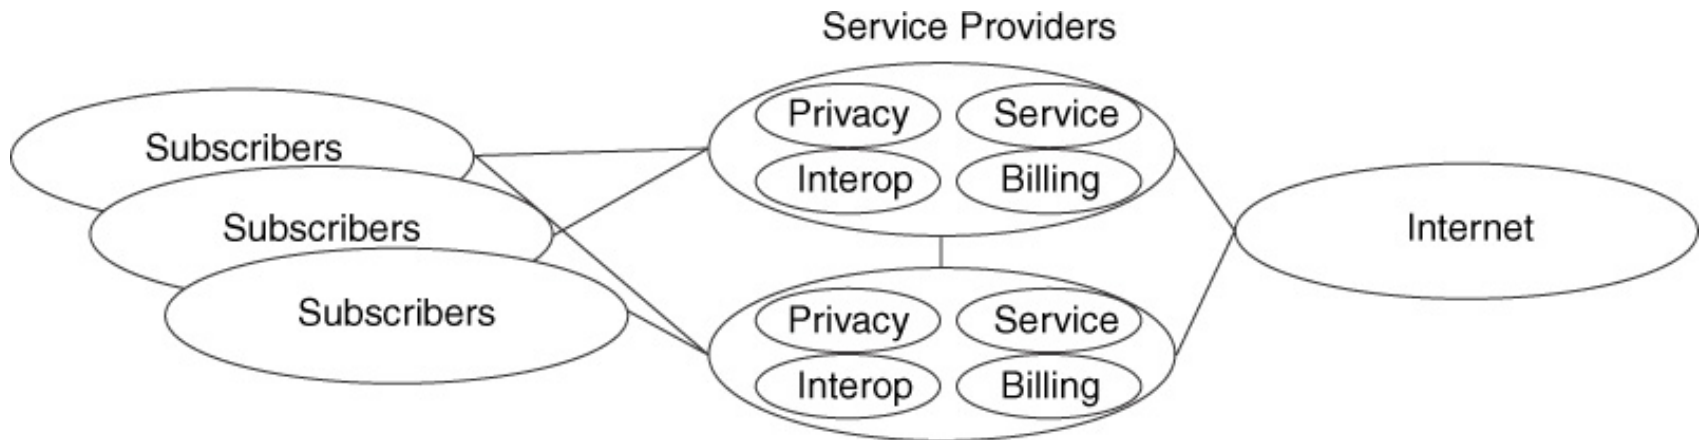 Service Providers
Subscribers
Subscribers
Subscribers
Privacy
Service
Interop
Billing
Privacy
Service
Interop
Billing
Internet